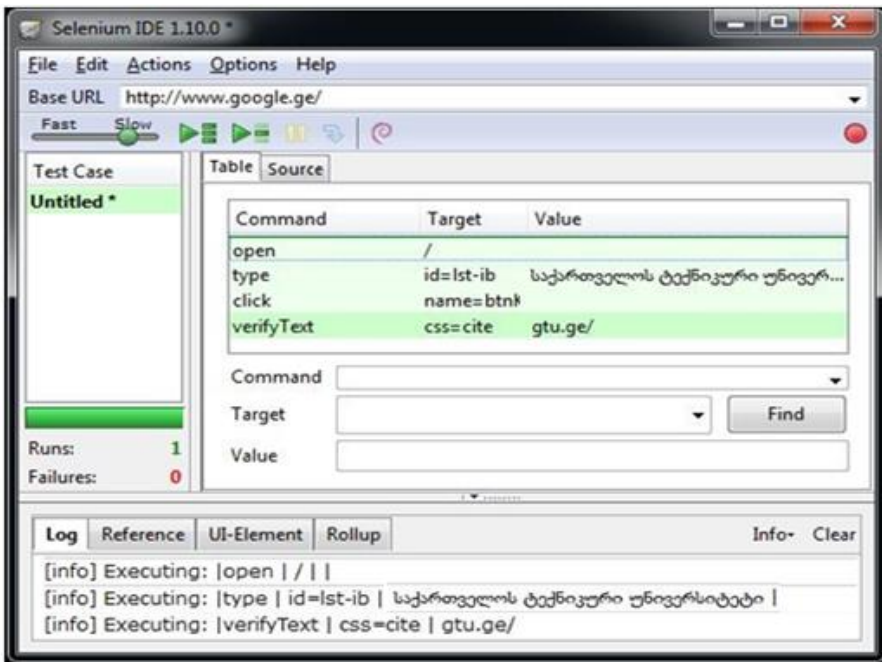 Selenium IDE 1.10.0 *
File Edit Actions Options Help
Base URL http://www.google.ge/
Fast Slow
Test Case
Untitled *
Table Source
Command Target Value
open /
type id=lst-ib საქართველოს ტექნიკური უნივერ...
click name=btnK
verifyText css=cite gtu.ge/
Command
Target Find
Value
Runs: 1
Failures: 0
Log Reference UI-Element Rollup Info Clear
[info] Executing: |open | / | |
[info] Executing: |type | id=lst-ib | საქართველოს ტექნიკური უნივერსიტეტი |
[info] Executing: |verifyText | css=cite | gtu.ge/